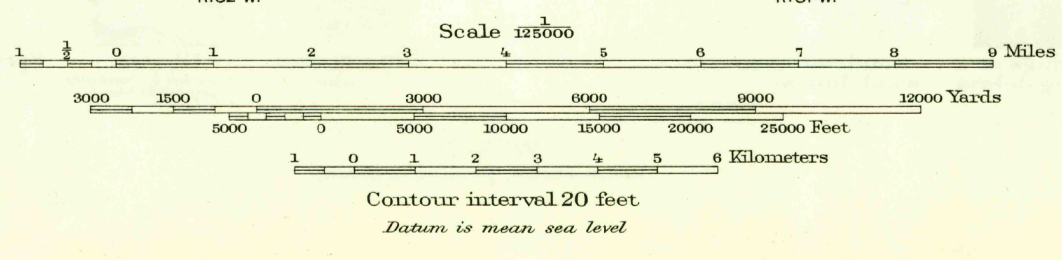 Scale 1/125000
1 ½ 0 1 2 3 4 5 6 7 8 9 Miles
3000 1500 0 3000 6000 9000 12000 Yards
5000 0 5000 10000 15000 20000 25000 Feet
1 0 1 2 3 4 5 6 Kilometers
Contour interval 20 feet
Datum is mean sea level